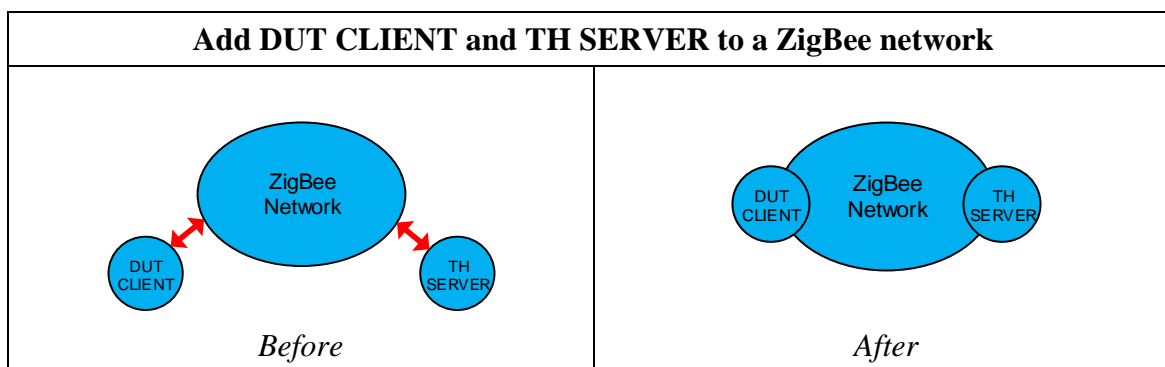 Add DUT CLIENT and TH SERVER to a ZigBee network
ZigBee
Network
DUT
CLIENT
TH
SERVER
Before
ZigBee
Network
DUT
CLIENT
TH
SERVER
After